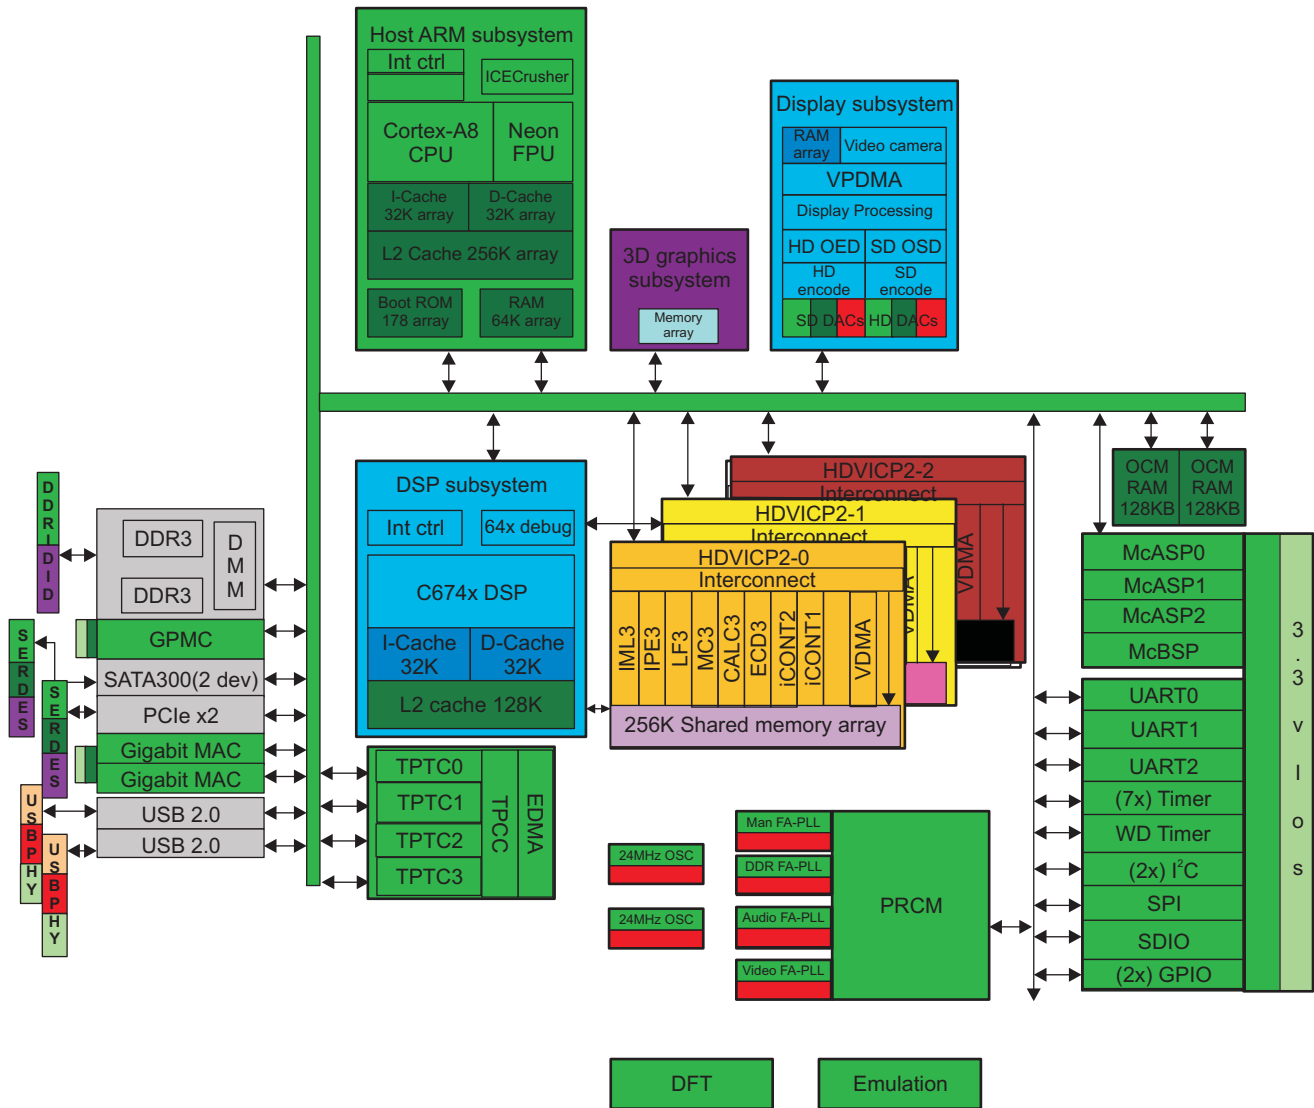 Host ARM subsystem
Int ctrl
ICECrusher
Cortex-A8
CPU
Neon
FPU
I-Cache
32K array
D-Cache
32K array
L2 Cache 256K array
Boot ROM
178 array
RAM
64K array
3D graphics
subsystem
Memory
array
Display subsystem
RAM
array
Video camera
VPDMA
Display Processing
HD OED
SD OSD
HD
encode
SD
encode
SD DACs
HD DACs
DSP subsystem
Int ctrl
64x debug
C674x DSP
I-Cache
32K
D-Cache
32K
L2 cache 128K
HDVICP2-2
Interconnect
VDMA
HDVICP2-1
Interconnect
VDMA
HDVICP2-0
Interconnect
IML3
IPE3
LF3
MC3
CALC3
ECD3
iCONT2
iCONT1
VDMA
256K Shared memory array
OCM
RAM
128KB
OCM
RAM
128KB
McASP0
McASP1
McASP2
McBSP
UART0
UART1
UART2
(7x) Timer
WD Timer
(2x) I²C
SPI
SDIO
(2x) GPIO
3.3v Ios
DDR I DID
DDR3
DDR3
DMM
GPMC
SATA300(2 dev)
PCIe x2
Gigabit MAC
Gigabit MAC
USB 2.0
USB 2.0
SERDES
SERDES
USBPHY
USBPHY
TPTC0
TPTC1
TPTC2
TPTC3
TPCC
EDMA
24MHz OSC
24MHz OSC
Man FA-PLL
DDR FA-PLL
Audio FA-PLL
Video FA-PLL
PRCM
DFT
Emulation